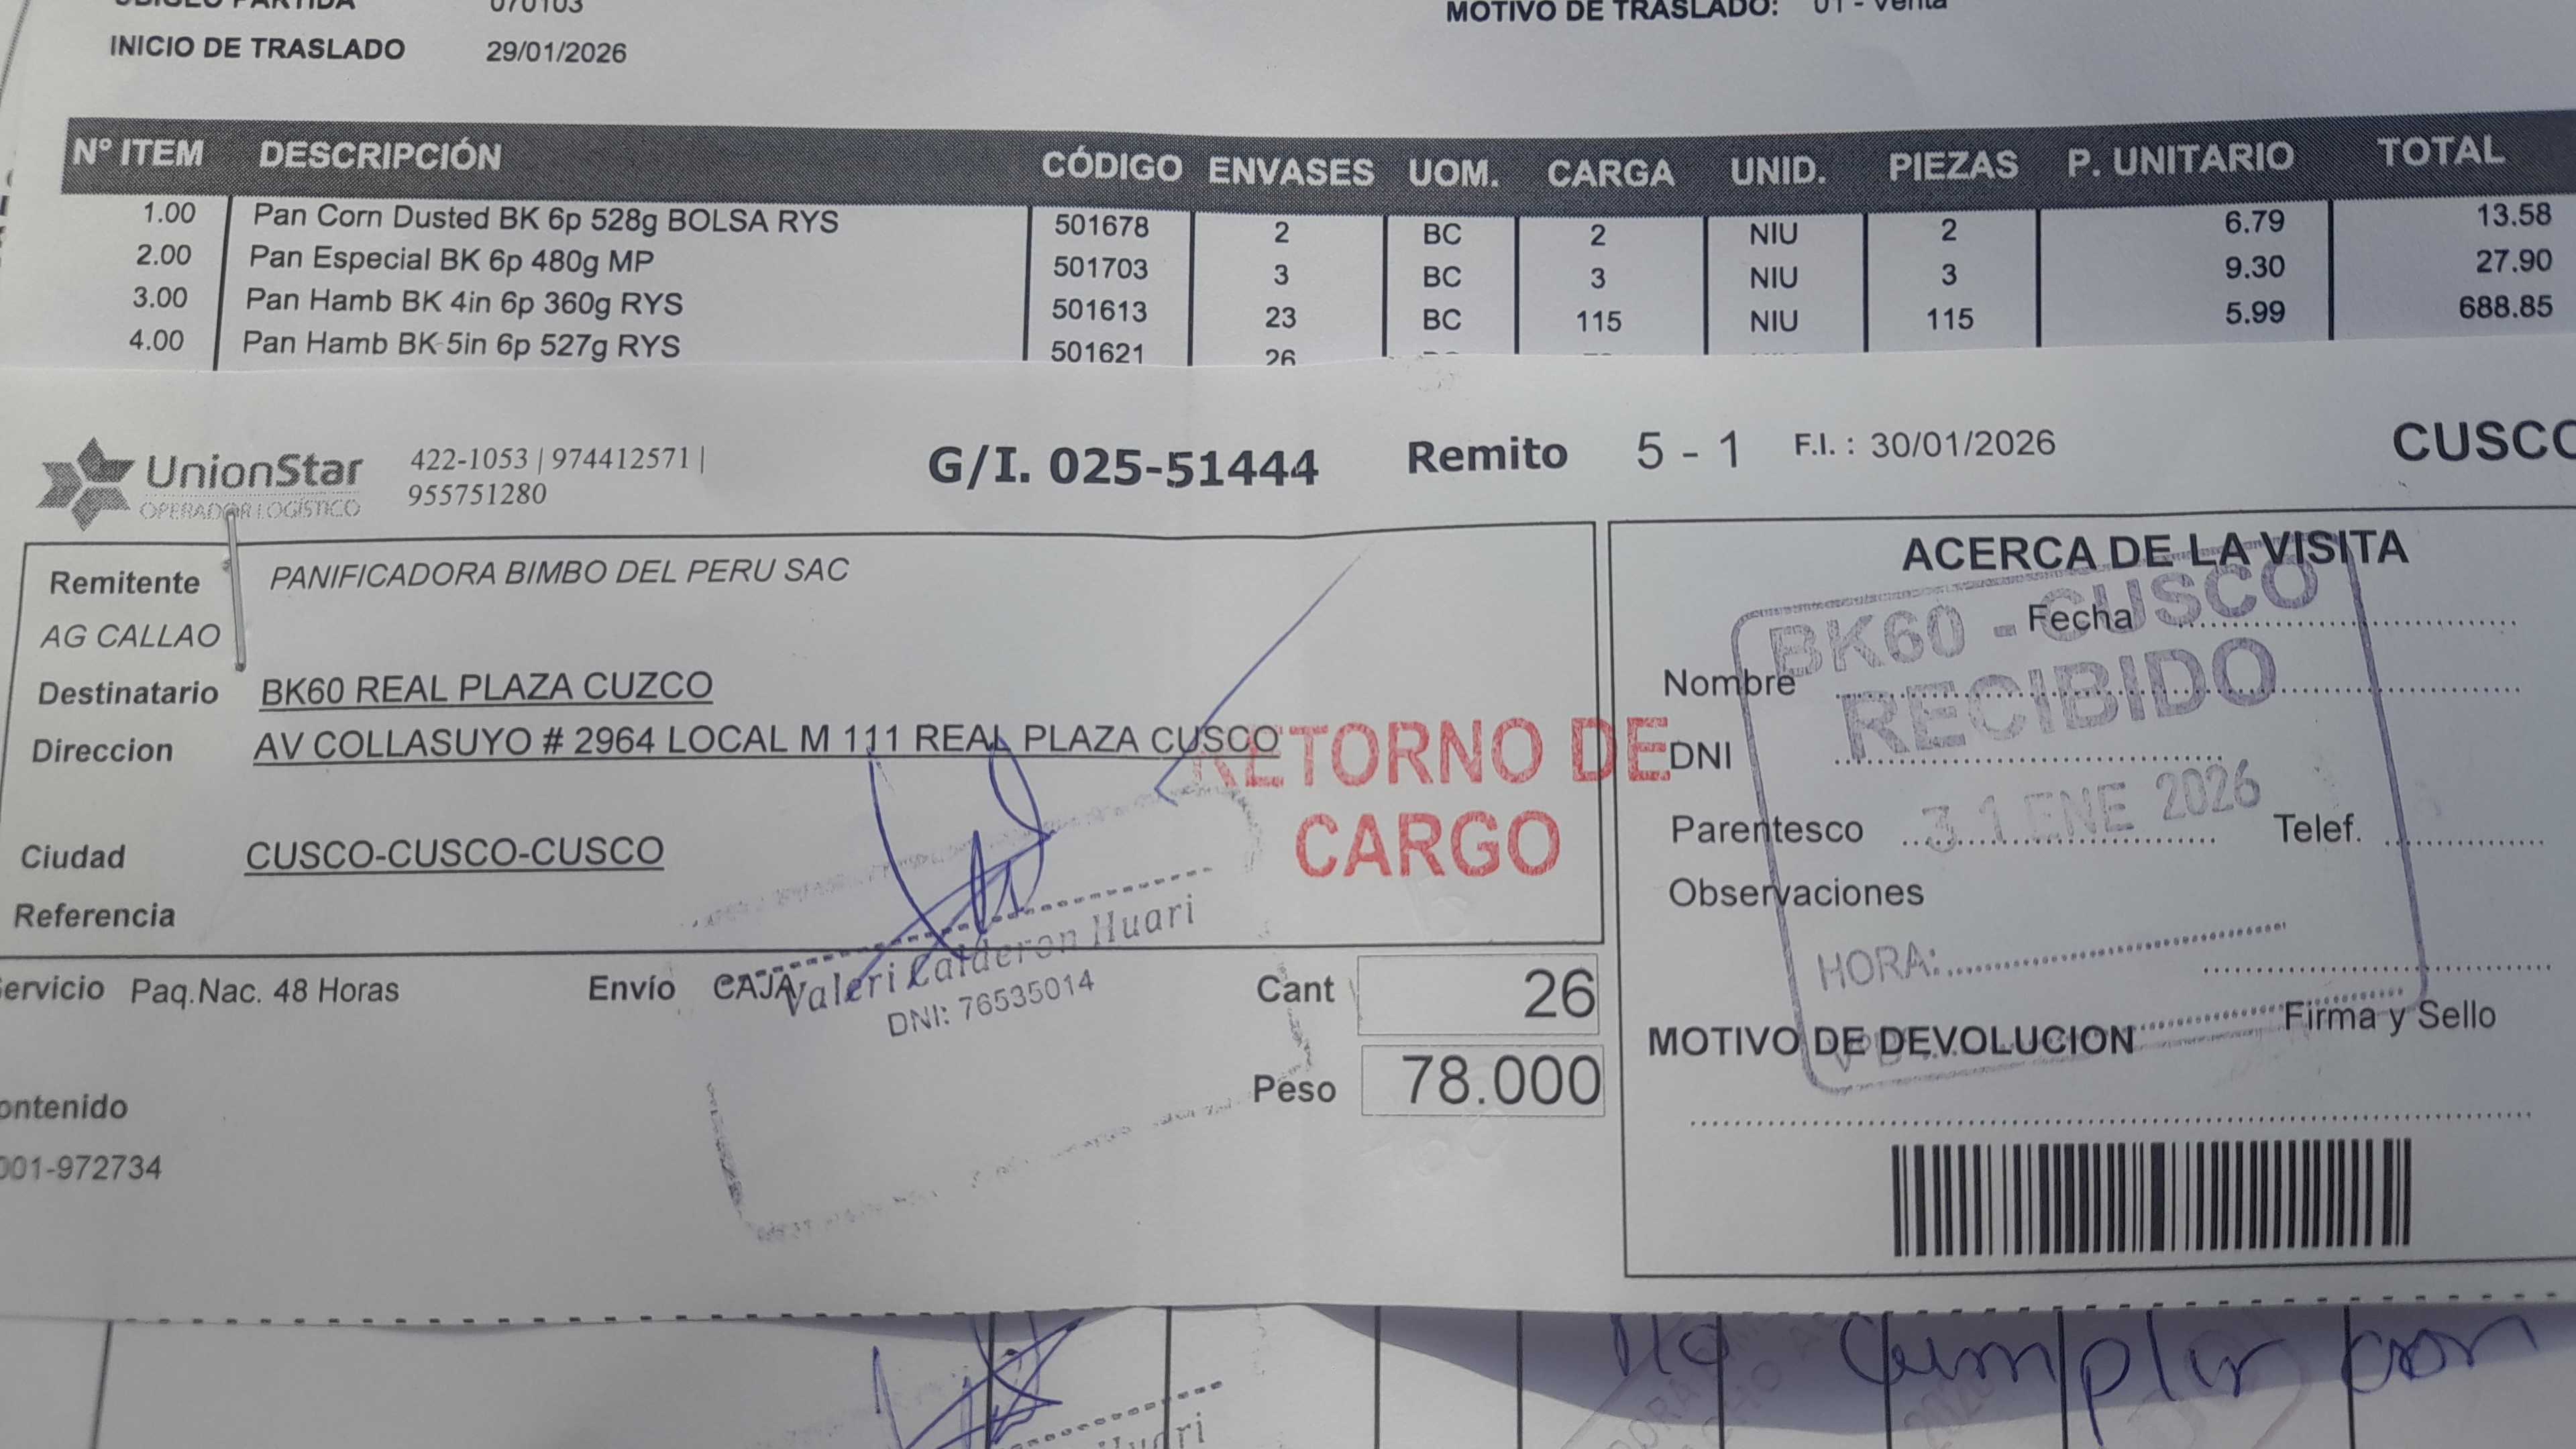 UBIGEO PARTIDA 070103
MOTIVO DE TRASLADO: 01 - Venta
INICIO DE TRASLADO 29/01/2026
N° ITEM DESCRIPCIÓN CÓDIGO ENVASES UOM. CARGA UNID. PIEZAS P. UNITARIO TOTAL
1.00 Pan Corn Dusted BK 6p 528g BOLSA RYS 501678 2 BC 2 NIU 2 6.79 13.58
2.00 Pan Especial BK 6p 480g MP 501703 3 BC 3 NIU 3 9.30 27.90
3.00 Pan Hamb BK 4in 6p 360g RYS 501613 23 BC 115 NIU 115 5.99 688.85
4.00 Pan Hamb BK 5in 6p 527g RYS 501621 26
UnionStar
OPERADOR LOGÍSTICO
422-1053 | 974412571 |
955751280
G/I. 025-51444 Remito 5 - 1 F.I. : 30/01/2026 CUSCO
Remitente PANIFICADORA BIMBO DEL PERU SAC
AG CALLAO
Destinatario BK60 REAL PLAZA CUZCO
Direccion AV COLLASUYO # 2964 LOCAL M 111 REAL PLAZA CUSCO
Ciudad CUSCO-CUSCO-CUSCO
Referencia
RETORNO DE
CARGO
Valeri Calderon Huari
DNI: 76535014
Servicio Paq.Nac. 48 Horas Envío CAJA Cant 26
Peso 78.000
ontenido
001-972734
ACERCA DE LA VISITA
Fecha
Nombre
DNI
Parentesco Telef.
Observaciones
Firma y Sello
MOTIVO DE DEVOLUCION
BK60 - CUSCO
RECIBIDO
31 ENE 2026
HORA:
cumplir con
Huari